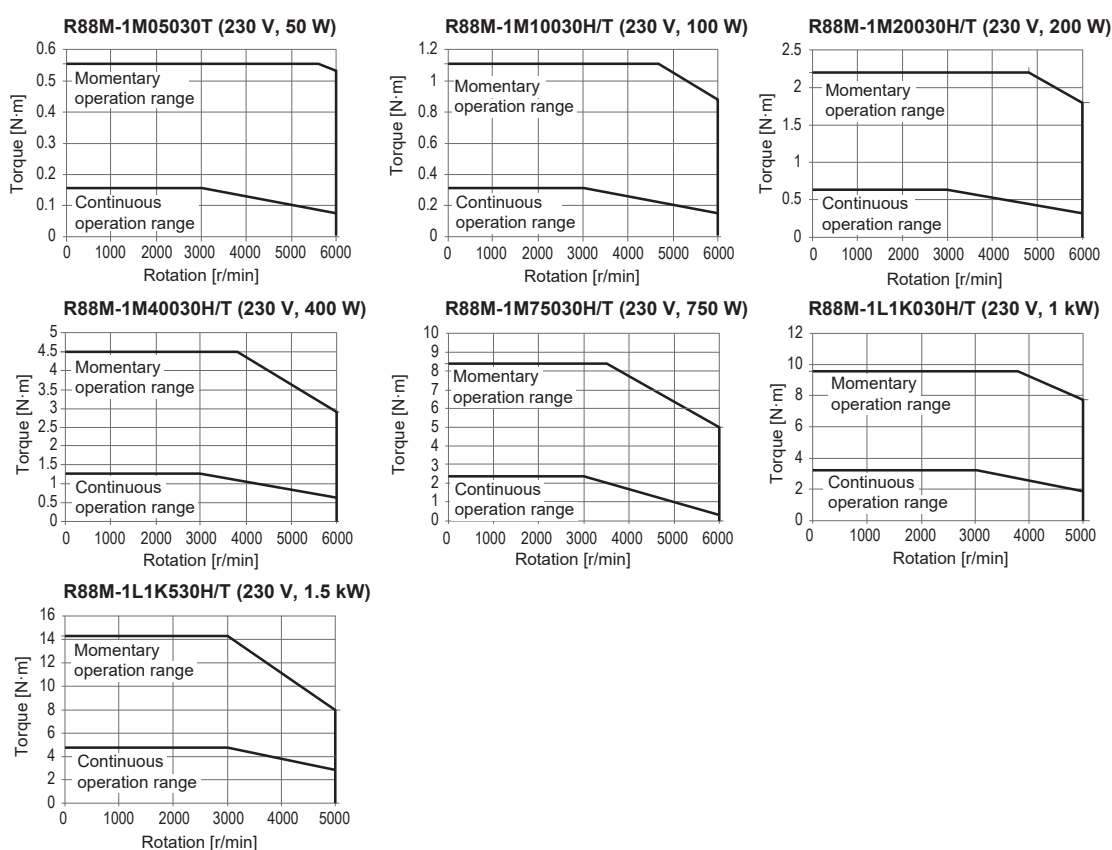 R88M-1M05030T (230 V, 50 W)
0.6
0.5
0.4
0.3
0.2
0.1
0
Torque [N·m]
Momentary
operation range
Continuous
operation range
0 1000 2000 3000 4000 5000 6000
Rotation [r/min]
R88M-1M10030H/T (230 V, 100 W)
1.2
1
0.8
0.6
0.4
0.2
0
Torque [N·m]
Momentary
operation range
Continuous
operation range
0 1000 2000 3000 4000 5000 6000
Rotation [r/min]
R88M-1M20030H/T (230 V, 200 W)
2.5
2
1.5
1
0.5
0
Torque [N·m]
Momentary
operation range
Continuous
operation range
0 1000 2000 3000 4000 5000 6000
Rotation [r/min]
R88M-1M40030H/T (230 V, 400 W)
5
4.5
4
3.5
3
2.5
2
1.5
1
0.5
0
Torque [N·m]
Momentary
operation range
Continuous
operation range
0 1000 2000 3000 4000 5000 6000
Rotation [r/min]
R88M-1M75030H/T (230 V, 750 W)
10
9
8
7
6
5
4
3
2
1
0
Torque [N·m]
Momentary
operation range
Continuous
operation range
0 1000 2000 3000 4000 5000 6000
Rotation [r/min]
R88M-1L1K030H/T (230 V, 1 kW)
12
10
8
6
4
2
0
Torque [N·m]
Momentary
operation range
Continuous
operation range
0 1000 2000 3000 4000 5000
Rotation [r/min]
R88M-1L1K530H/T (230 V, 1.5 kW)
16
14
12
10
8
6
4
2
0
Torque [N·m]
Momentary
operation range
Continuous
operation range
0 1000 2000 3000 4000 5000
Rotation [r/min]